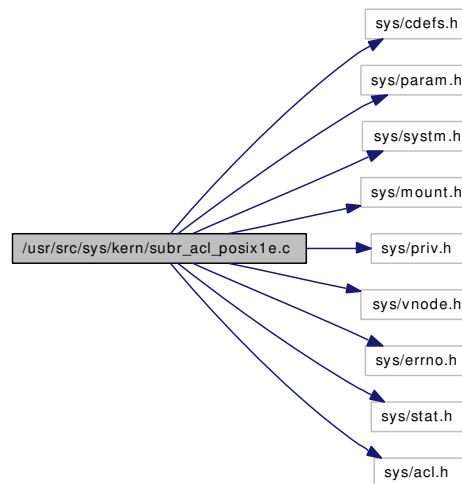 sys/cdefs.h
sys/param.h
sys/systm.h
sys/mount.h
/usr/src/sys/kern/subr_acl_posix1e.c
sys/priv.h
sys/vnode.h
sys/errno.h
sys/stat.h
sys/acl.h